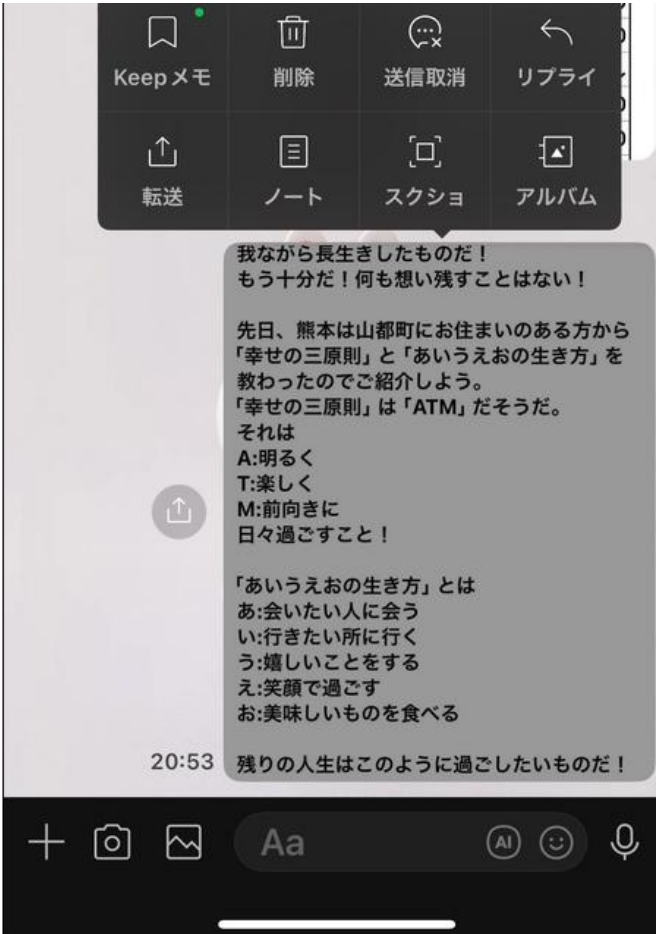 Keepメモ
削除
送信取消
リプライ
転送
ノート
スクショ
アルバム
我ながら長生きしたものだ！
もう十分だ！何も想い残すことはない！
先日、熊本は山都町にお住まいのある方から
「幸せの三原則」と「あいうえおの生き方」を
教わったのでご紹介しよう。
「幸せの三原則」は「ATM」だそうだ。
それは
A:明るく
T:楽しく
M:前向きに
日々過ごすこと！
「あいうえおの生き方」とは
あ:会いたい人に会う
い:行きたい所に行く
う:嬉しいことをする
え:笑顔で過ごす
お:美味しいものを食べる
残りの人生はこのように過ごしたいものだ！
20:53
Aa
AI